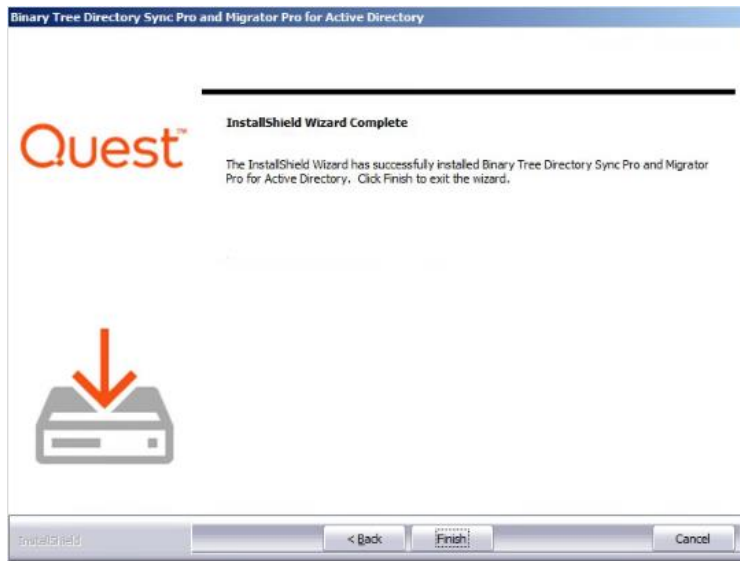 Binary Tree Directory Sync Pro and Migrator Pro for Active Directory
Quest™
InstallShield Wizard Complete
The InstallShield Wizard has successfully installed Binary Tree Directory Sync Pro and Migrator
Pro for Active Directory. Click Finish to exit the wizard.
InstallShield
< Back
Finish
Cancel